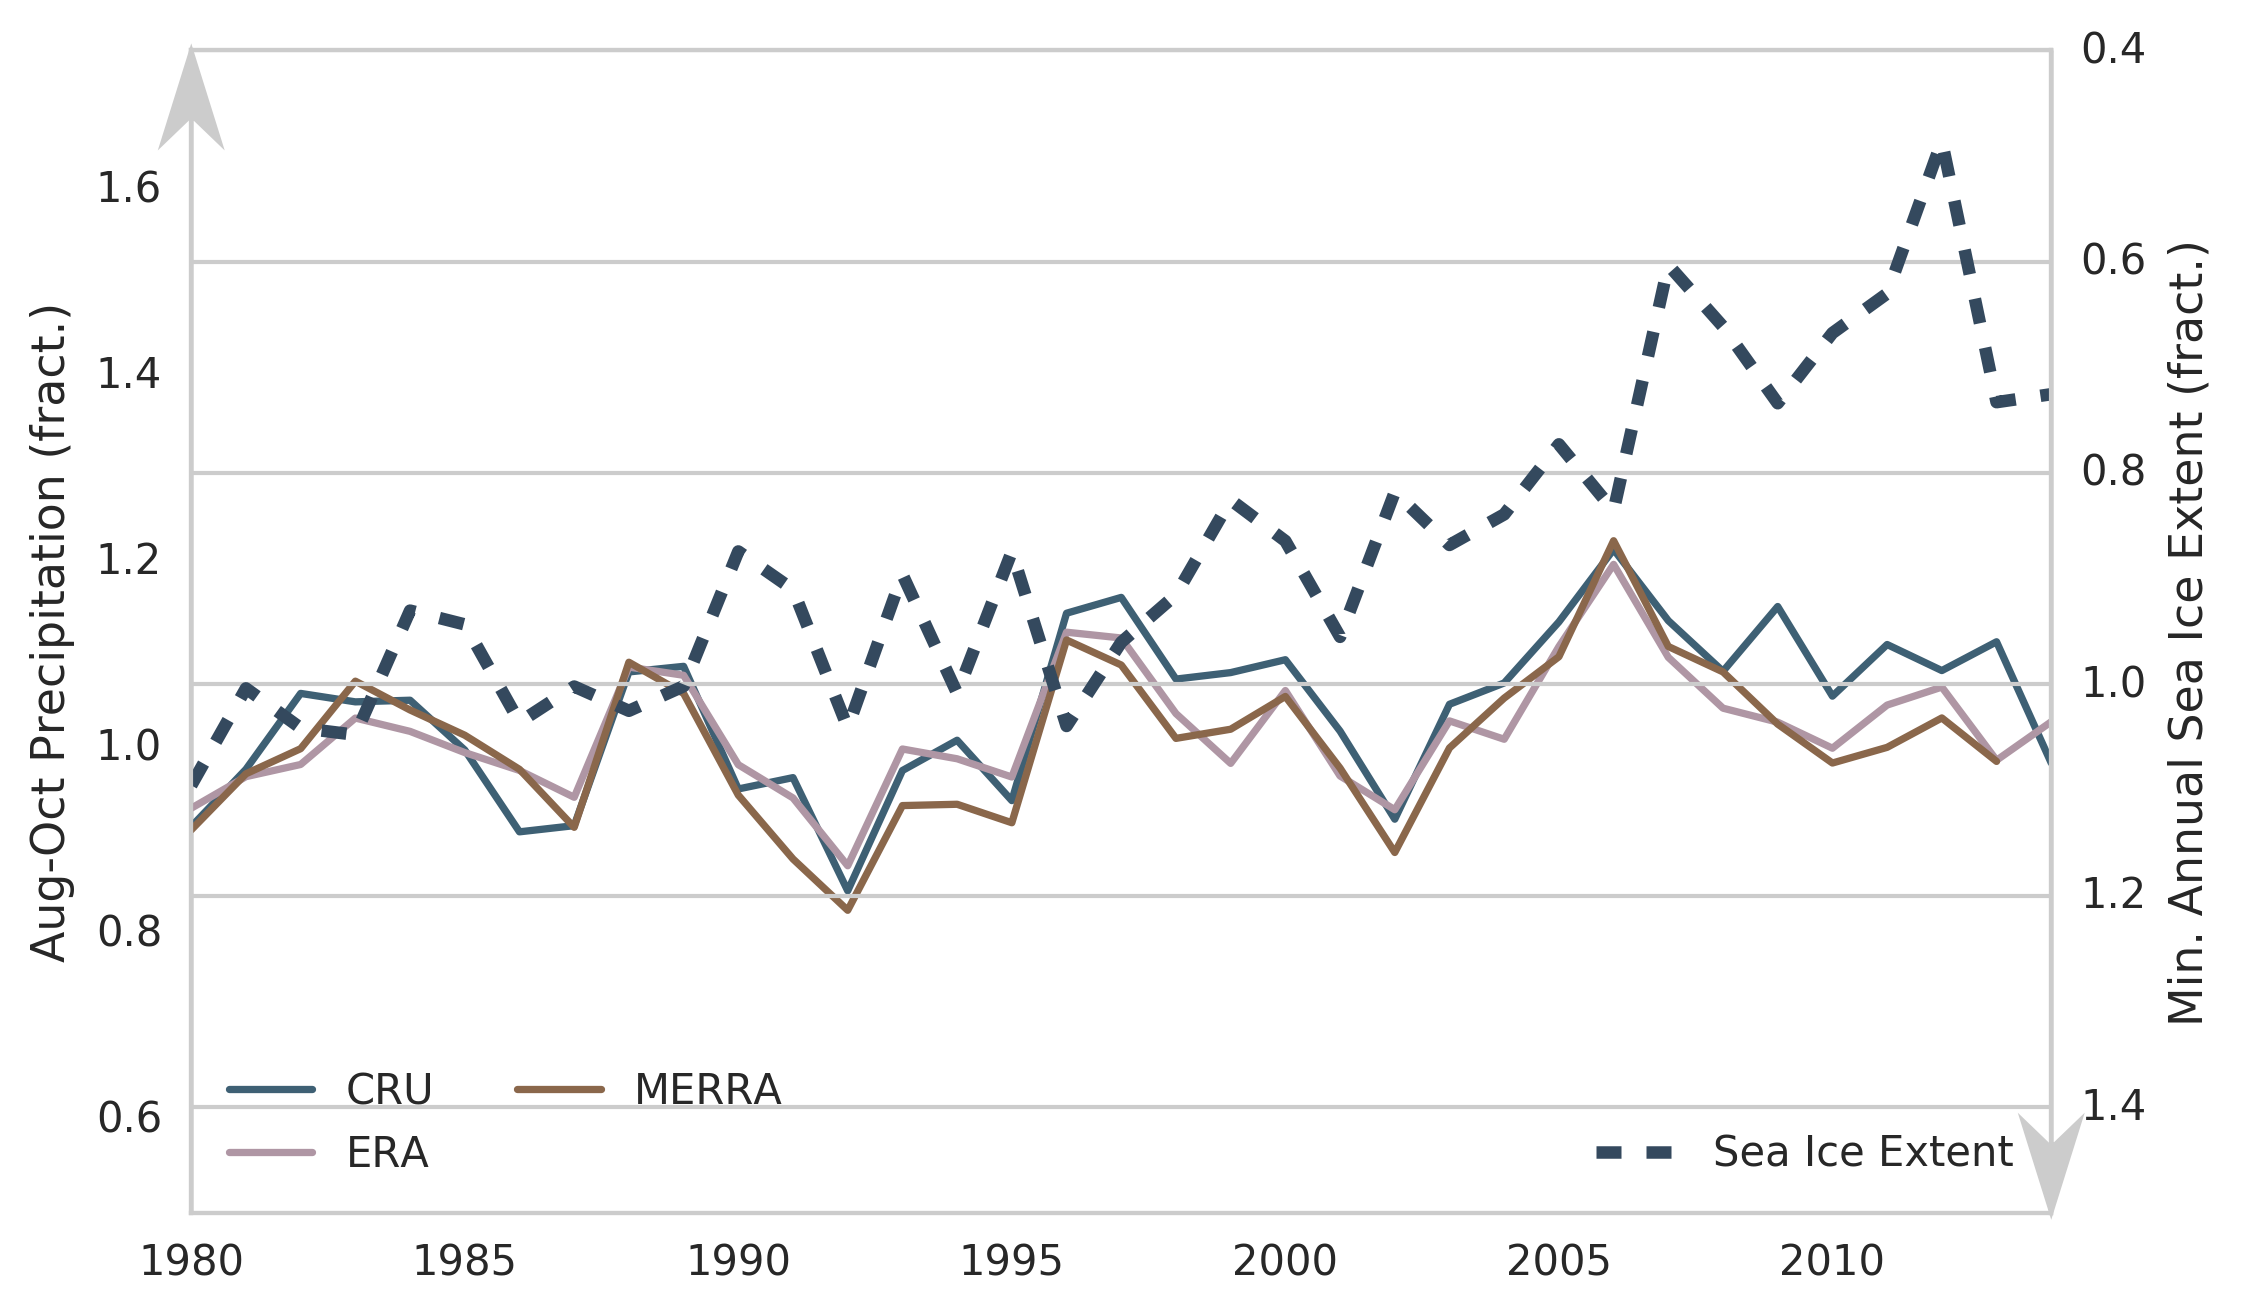 Aug-Oct Precipitation (fract.)
1.6
1.4
1.2
1.0
0.8
0.6
0.4
0.6
0.8
1.0
1.2
1.4
Min. Annual Sea Ice Extent (fract.)
CRU MERRA
ERA
Sea Ice Extent
1980 1985 1990 1995 2000 2005 2010